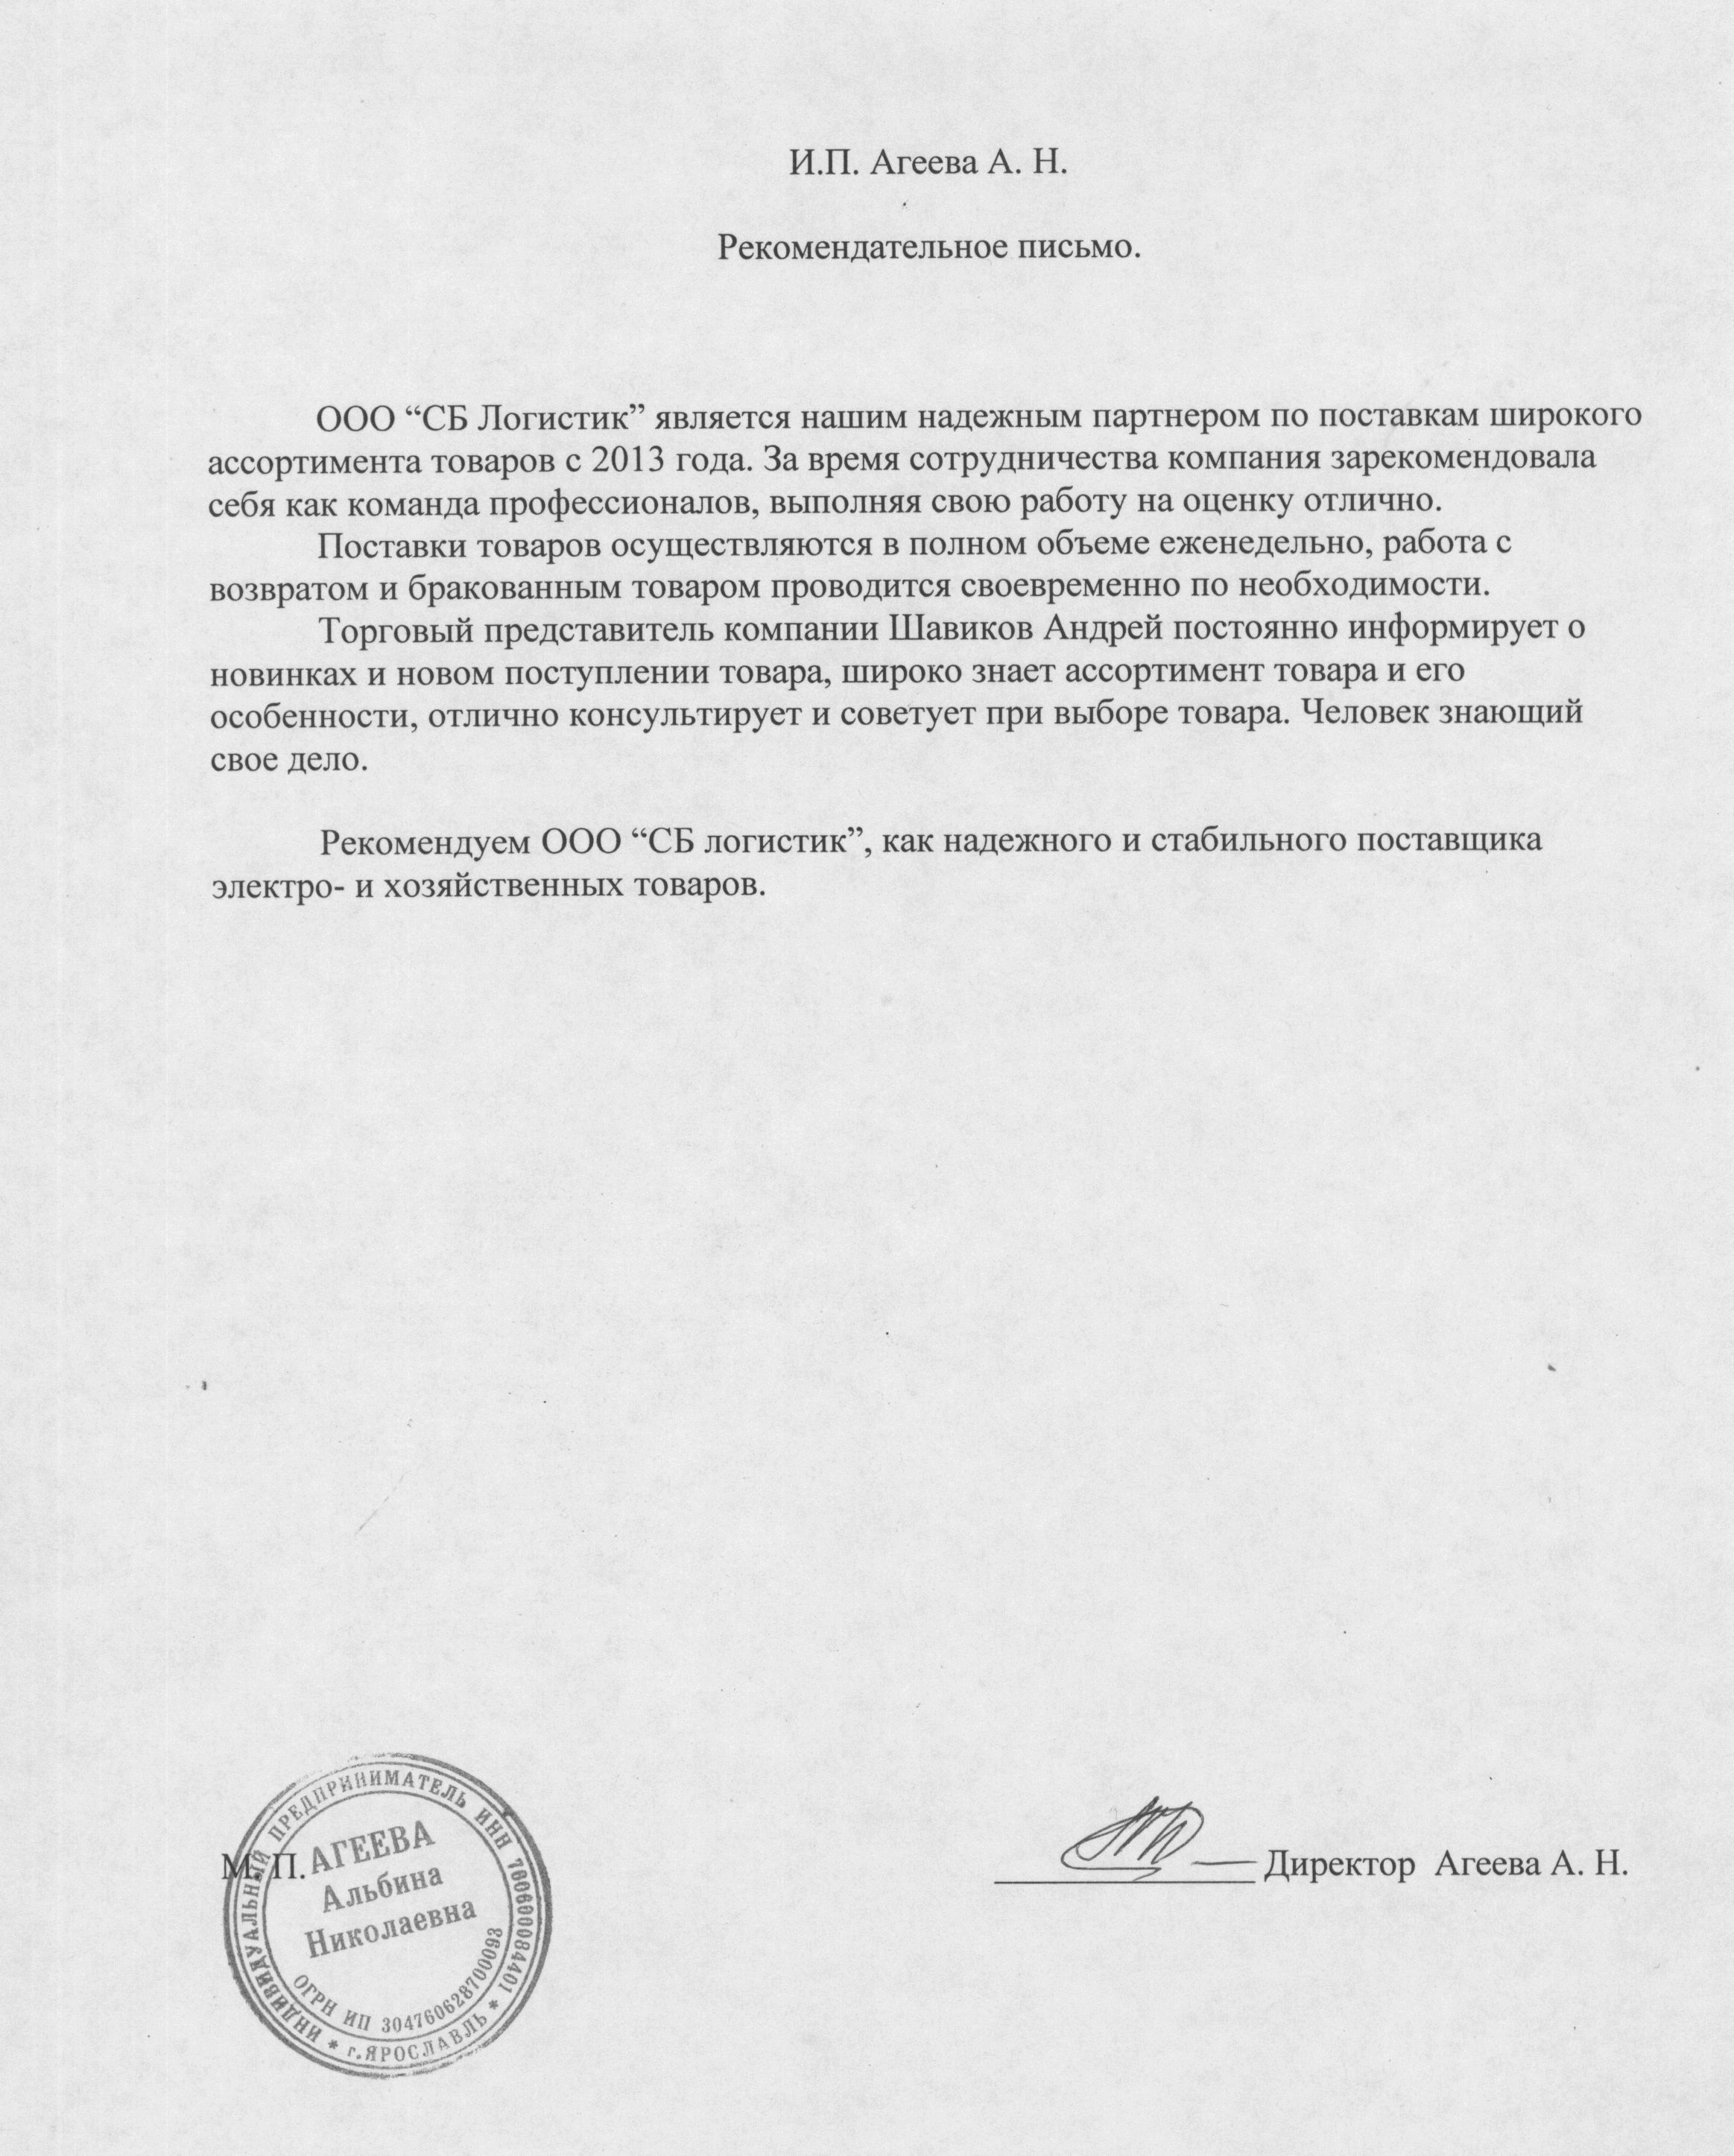 И.П. Агеева А. Н.
Рекомендательное письмо.
ООО “СБ Логистик” является нашим надежным партнером по поставкам широкого
ассортимента товаров с 2013 года. За время сотрудничества компания зарекомендовала
себя как команда профессионалов, выполняя свою работу на оценку отлично.
Поставки товаров осуществляются в полном объеме еженедельно, работа с
возвратом и бракованным товаром проводится своевременно по необходимости.
Торговый представитель компании Шавиков Андрей постоянно информирует о
новинках и новом поступлении товара, широко знает ассортимент товара и его
особенности, отлично консультирует и советует при выборе товара. Человек знающий
свое дело.
Рекомендуем ООО “СБ логистик”, как надежного и стабильного поставщика
электро- и хозяйственных товаров.
М. П.
ИНДИВИДУАЛЬНЫЙ ПРЕДПРИНИМАТЕЛЬ ИНН 760600084401 * г.ЯРОСЛАВЛЬ *
АГЕЕВА
Альбина
Николаевна
ОГРН ИП 304760628700093
Директор Агеева А. Н.